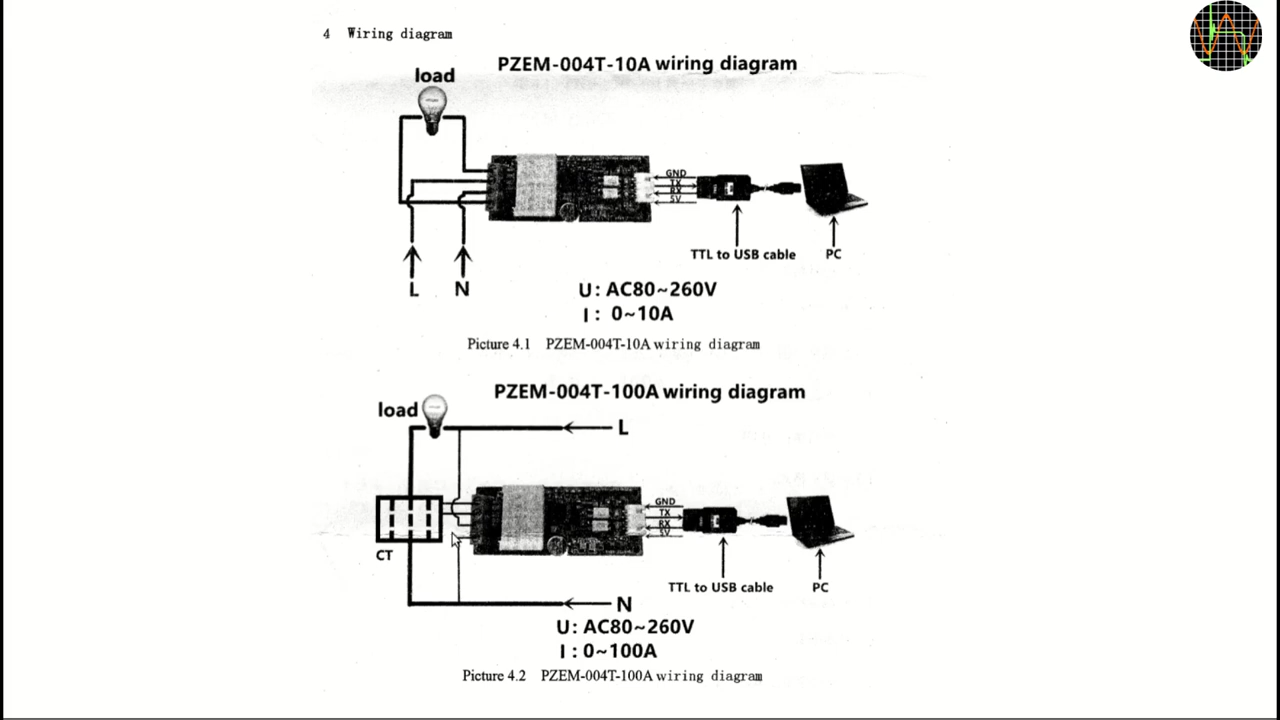 4 Wiring diagram
PZEM-004T-10A wiring diagram
load
GND
TX
RX
5V
TTL to USB cable
PC
L
N
U: AC80~260V
I: 0~10A
Picture 4.1 PZEM-004T-10A wiring diagram
PZEM-004T-100A wiring diagram
load
L
GND
TX
RX
5V
CT
TTL to USB cable
PC
N
U: AC80~260V
I: 0~100A
Picture 4.2 PZEM-004T-100A wiring diagram